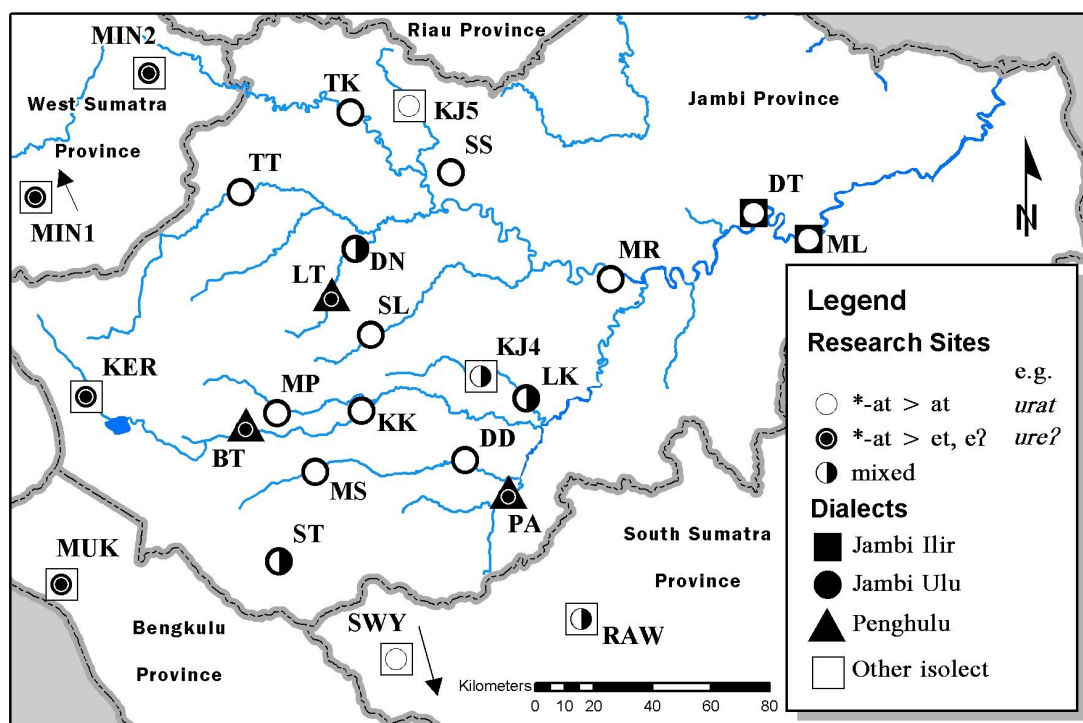 MIN2
Riau Province
West Sumatra
TK
KJ5
Jambi Province
Province
SS
TT
DT
N
MIN1
ML
DN
MR
LT
SL
KER
KJ4
LK
MP
KK
BT
DD
MS
PA
ST
South Sumatra
Province
MUK
Bengkulu
Province
SWY
RAW
Kilometers
0 10 20 40 60 80
Legend
Research Sites
e.g.
*-at > at urat
*-at > et, eʔ ureʔ
mixed
Dialects
Jambi Ilir
Jambi Ulu
Penghulu
Other isolect